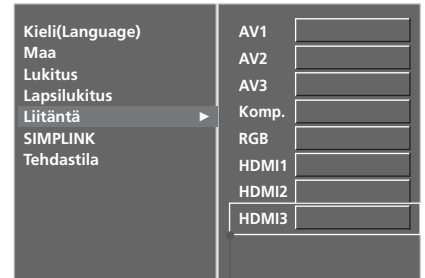 Kieli(Language)
Maa
Lukitus
Lapsilukitus
Liitäntä ►
SIMPLINK
Tehdastila
AV1
AV2
AV3
Komp.
RGB
HDMI1
HDMI2
HDMI3